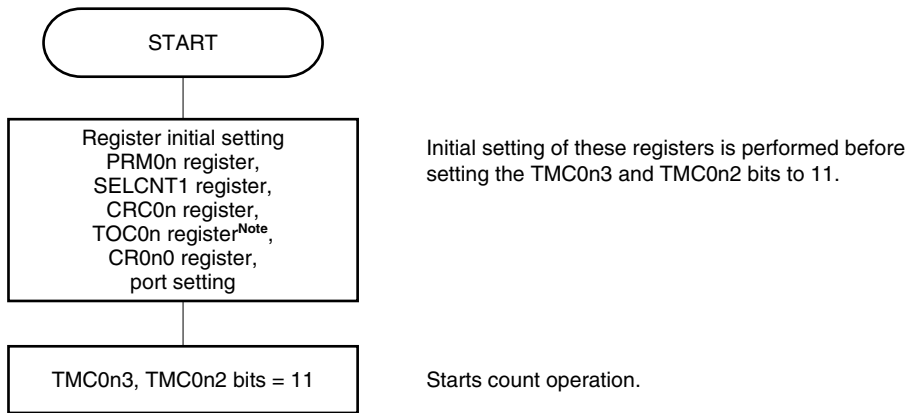 START
Register initial setting
PRM0n register,
SELCNT1 register,
CRC0n register,
TOC0n registerNote,
CR0n0 register,
port setting
Initial setting of these registers is performed before
setting the TMC0n3 and TMC0n2 bits to 11.
TMC0n3, TMC0n2 bits = 11
Starts count operation.